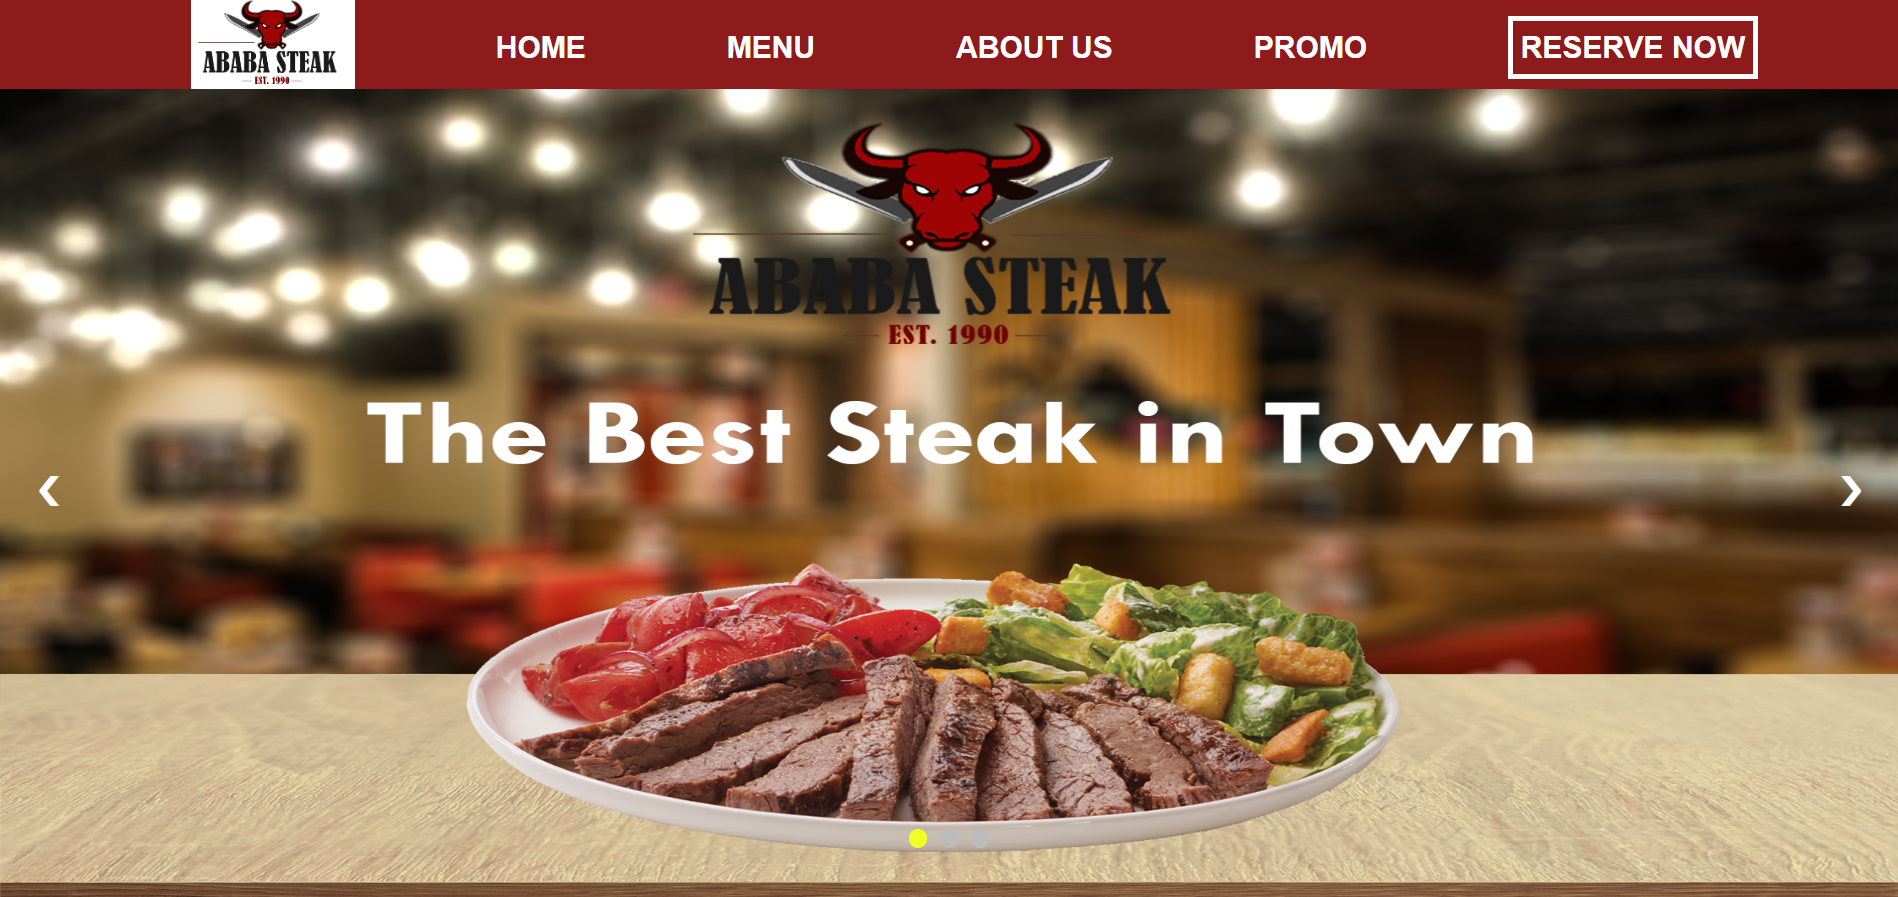 ABABA STEAK
EST. 1990
HOME
MENU
ABOUT US
PROMO
RESERVE NOW
ABABA STEAK
EST. 1990
The Best Steak in Town